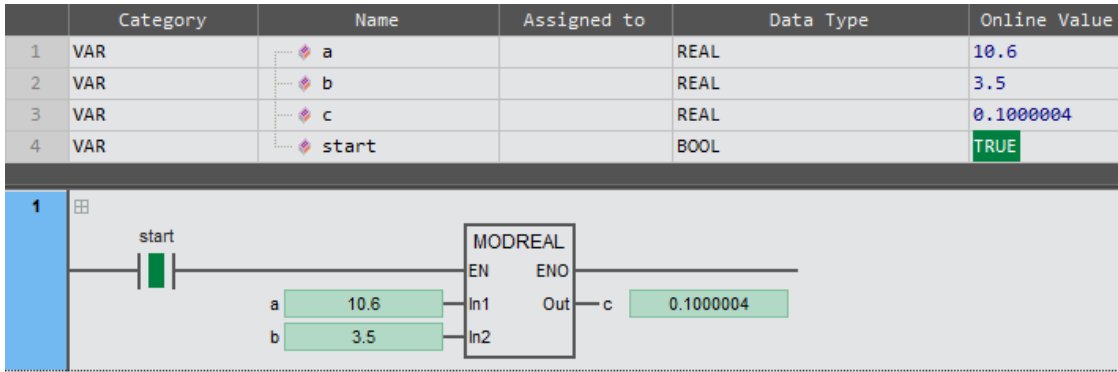 Category Name Assigned to Data Type Online Value
1 VAR a REAL 10.6
2 VAR b REAL 3.5
3 VAR c REAL 0.1000004
4 VAR start BOOL TRUE
1
start
MODREAL
EN ENO
a 10.6 In1 Out c 0.1000004
b 3.5 In2